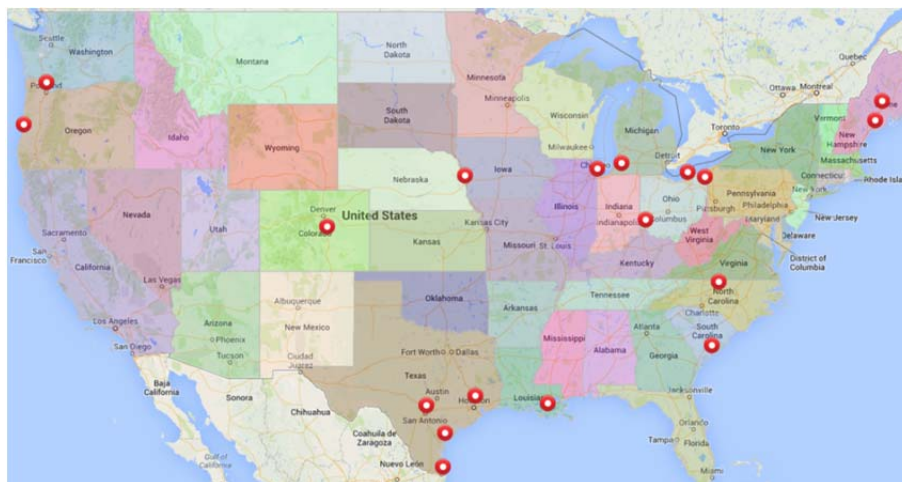 Seattle
Washington
Montana
North
Dakota
Minnesota
Minneapolis
South
Dakota
Wisconsin
Milwaukee
Michigan
Detroit
Toronto
Ottawa
Montreal
Quebec
Vermont
New
Hampshire
Massachusetts
Rhode Isla
Connecticut
New York
New York
Oregon
Idaho
Wyoming
Iowa
Nebraska
Illinois
Indiana
Indianapolis
Ohio
Columbus
Pennsylvania
Pittsburgh
Philadelphia
New Jersey
Maryland
Delaware
District of
Columbia
West
Virginia
Virginia
Nevada
Utah
Denver
Colorado
United States
Kansas City
Kansas
Missouri
St. Louis
Kentucky
Sacramento
San
Francisco
California
Las Vegas
Los Angeles
San Diego
Arizona
Phoenix
Tucson
Albuquerque
New Mexico
Ciudad
Juárez
Oklahoma
Arkansas
Tennessee
North
Carolina
Charlotte
South
Carolina
Mississippi
Alabama
Atlanta
Georgia
Fort Worth
Dallas
Texas
Austin
San Antonio
Houston
Louisiana
Jacksonville
Orlando
Tampa
Florida
Miami
Baja
California
Sonora
Chihuahua
Coahuila de
Zaragoza
Nuevo León
Gulf of
California